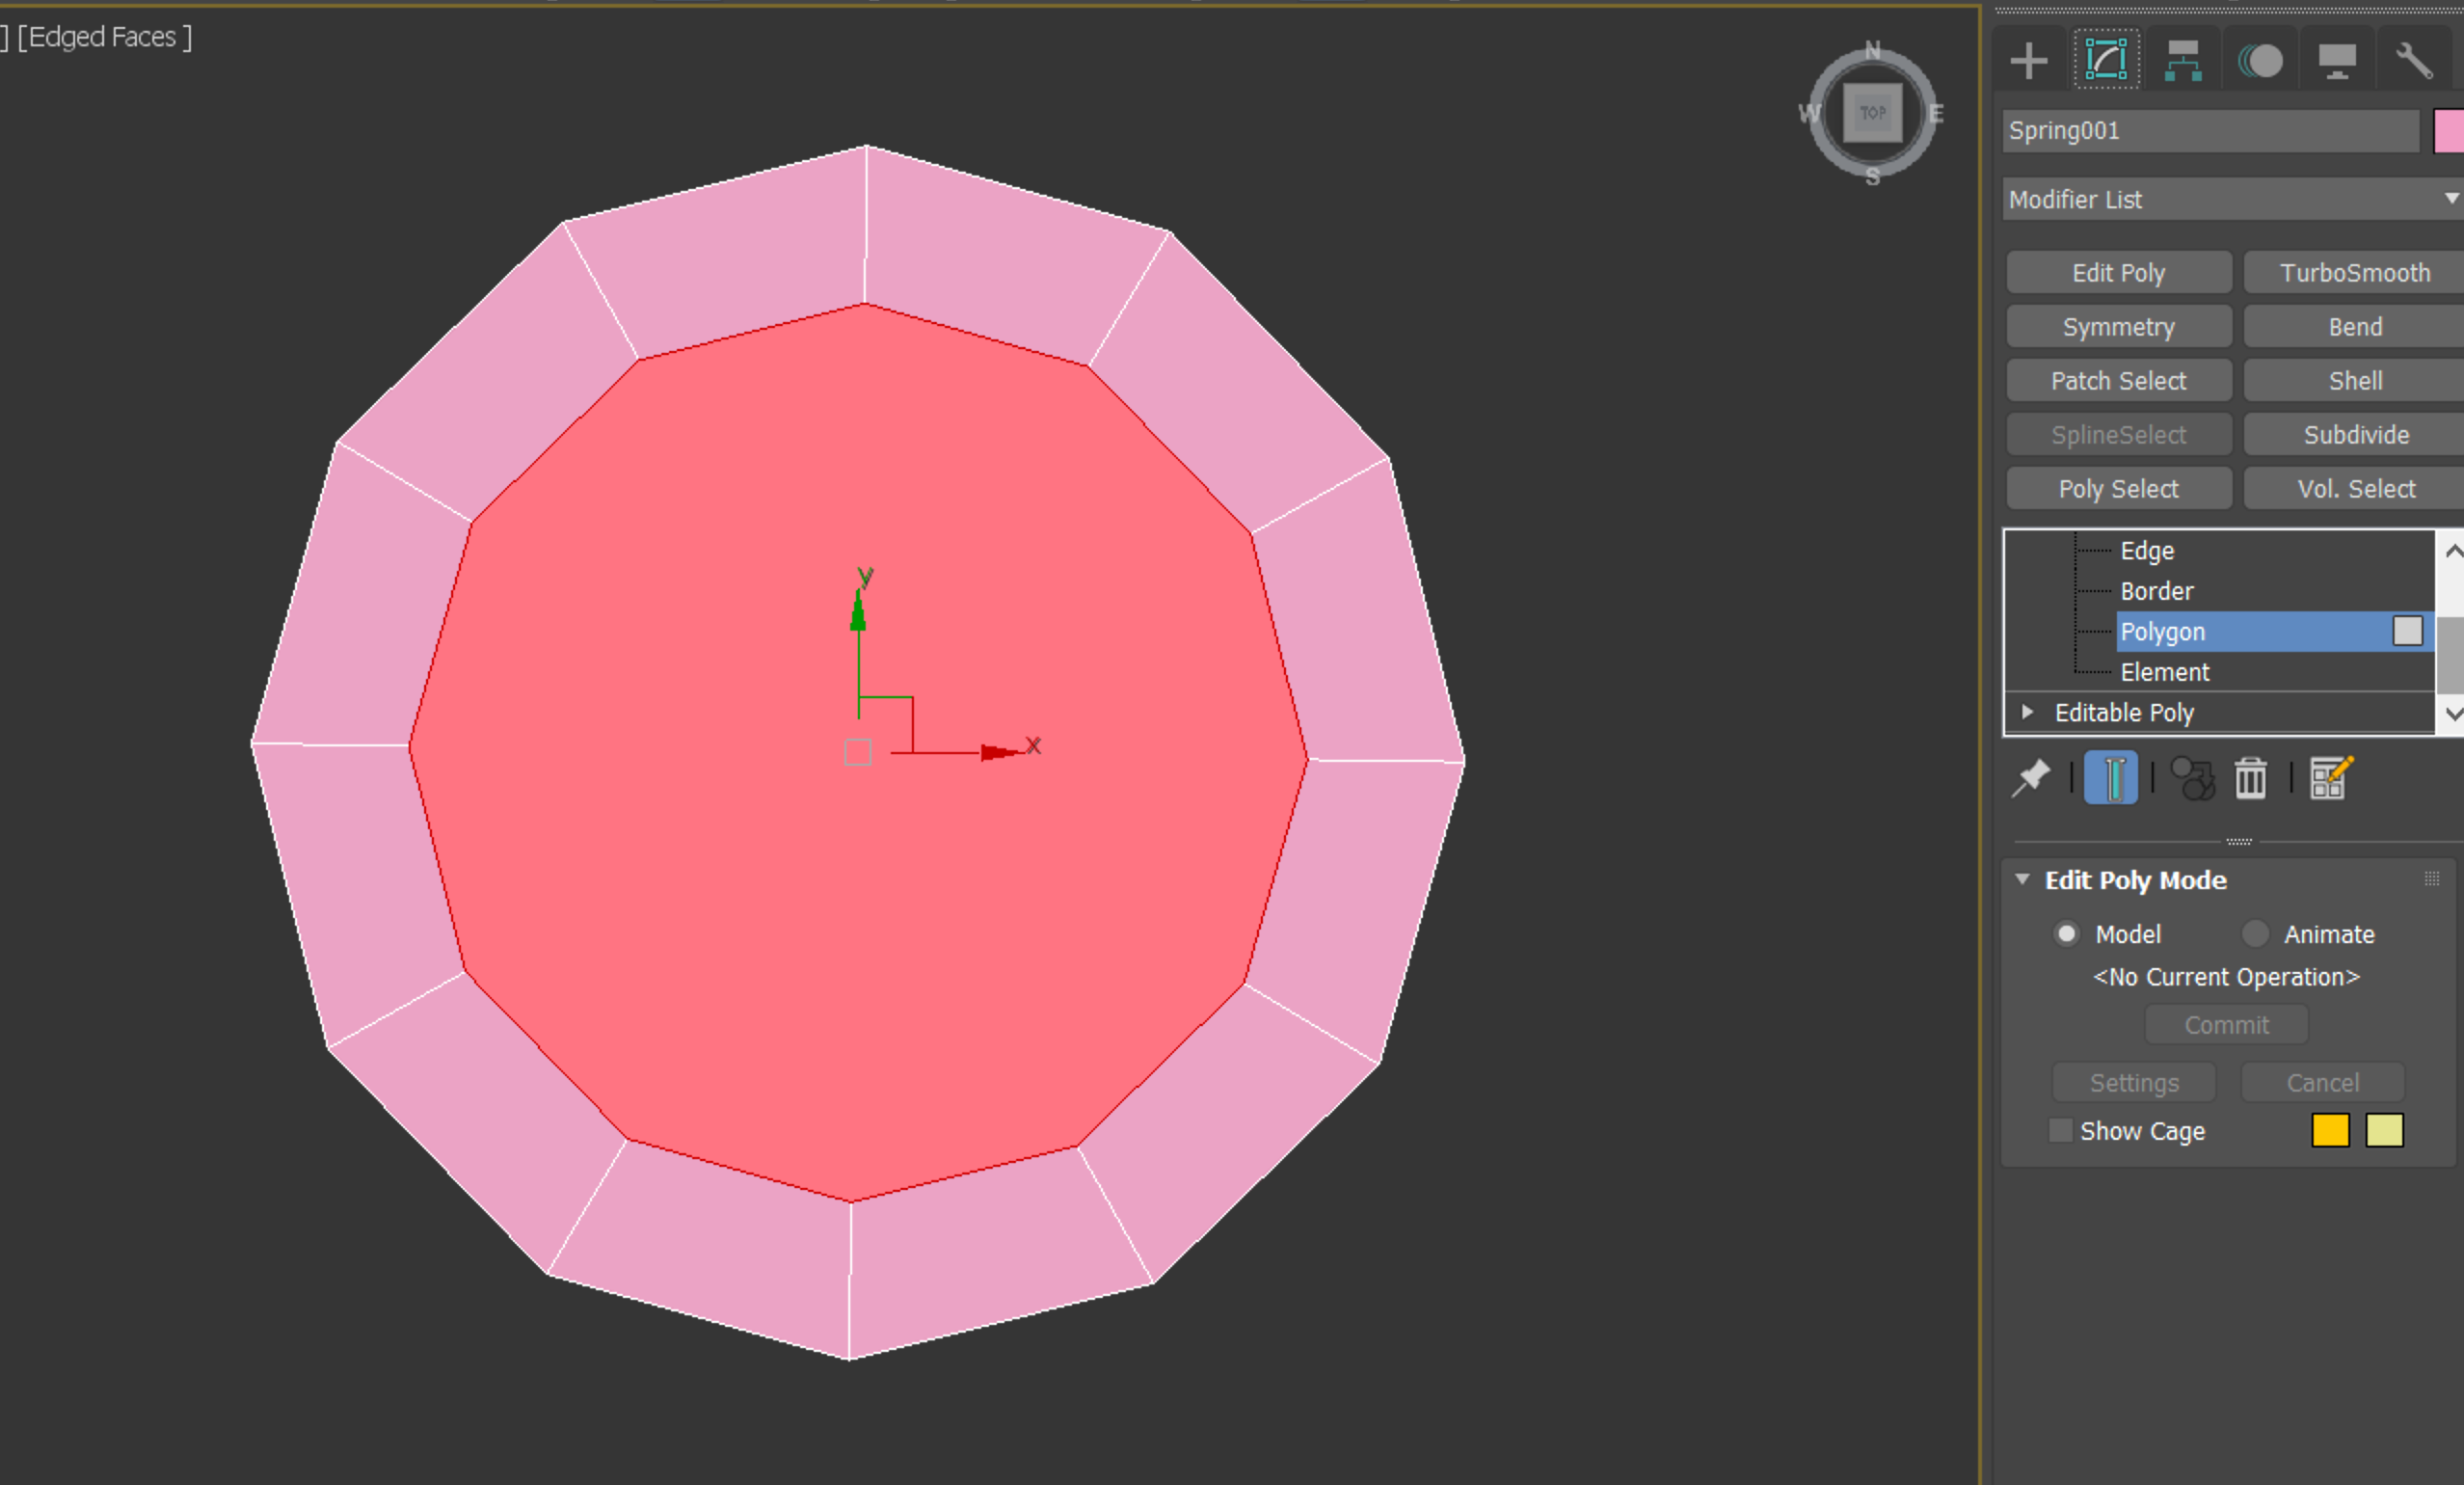 ] [Edged Faces ]
N
W TOP E
S
y
x
Spring001
Modifier List
Edit Poly TurboSmooth
Symmetry Bend
Patch Select Shell
SplineSelect Subdivide
Poly Select Vol. Select
Edge
Border
Polygon
Element
Editable Poly
Edit Poly Mode
Model Animate
<No Current Operation>
Commit
Settings Cancel
Show Cage